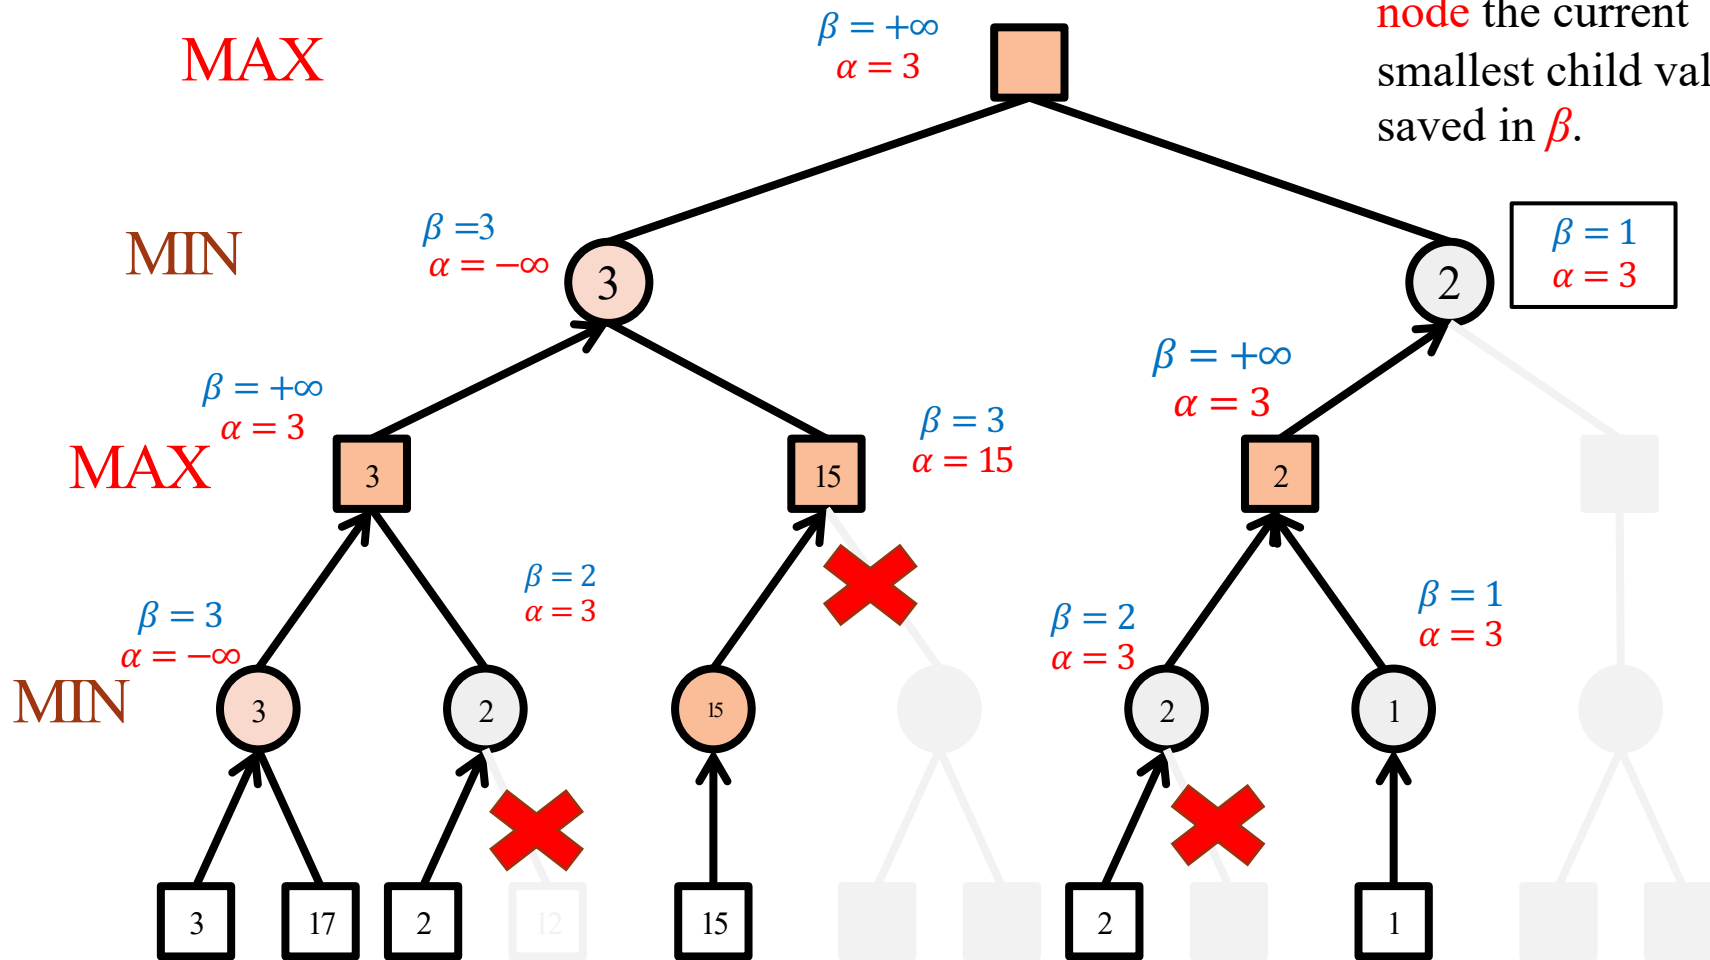 node the current
smallest child val
saved in β.
MAX
β = +∞
α = 3
MIN
β =3
α = −∞
3
2
β = 1
α = 3
MAX
β = +∞
α = 3
3
15
β = 3
α = 15
β = +∞
α = 3
2
MIN
β = 3
α = −∞
3
β = 2
α = 3
2
15
β = 2
α = 3
2
β = 1
α = 3
1
3
17
2
12
15
2
1